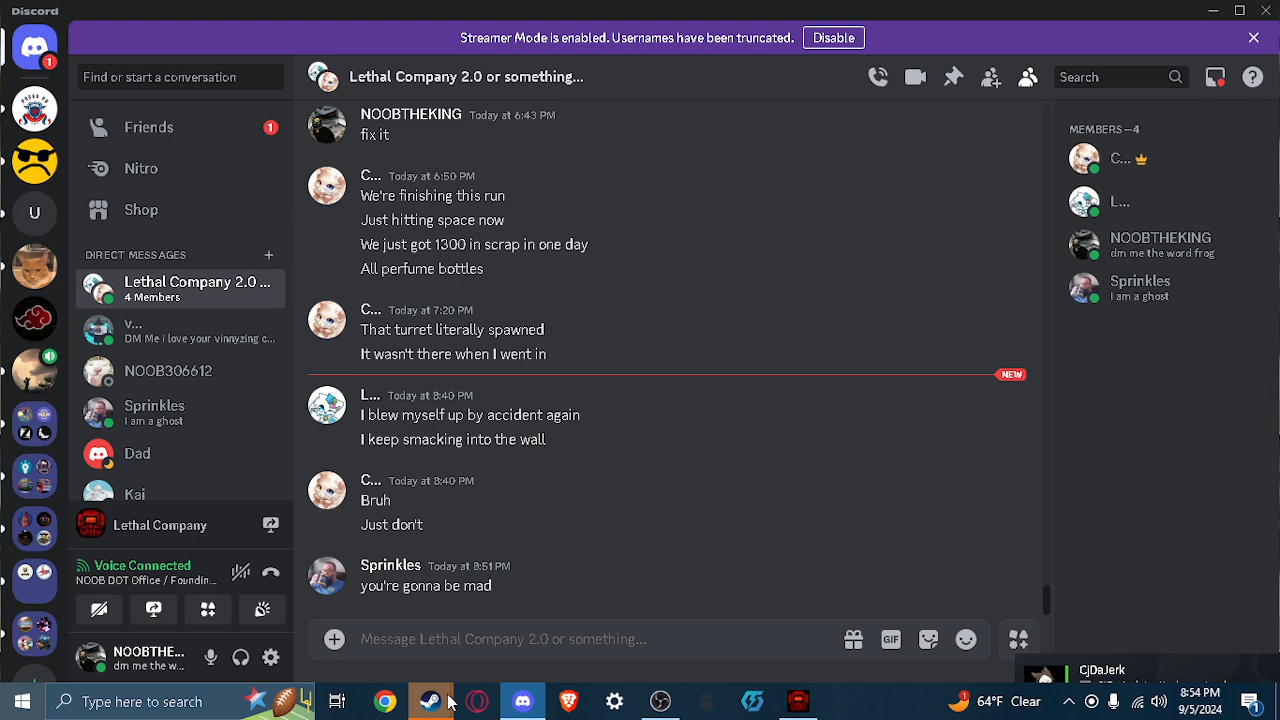 Discord
Streamer Mode is enabled. Usernames have been truncated.
Disable
Find or start a conversation
Lethal Company 2.0 or something...
Search
1
Friends
1
Nitro
Shop
DIRECT MESSAGES
Lethal Company 2.0 ...
4 Members
V...
DM Me i love your vinnyzing c...
NOOB306612
Sprinkles
I am a ghost
Dad
Kai
U
Lethal Company
Voice Connected
NOOB DOT Office / Foundin...
NOOBTHE...
dm me the w...
NOOBTHEKING Today at 6:43 PM
fix it
C... Today at 6:50 PM
We're finishing this run
Just hitting space now
We just got 1300 in scrap in one day
All perfume bottles
C... Today at 7:20 PM
That turret literally spawned
It wasn't there when I went in
NEW
L... Today at 8:40 PM
I blew myself up by accident again
I keep smacking into the wall
C... Today at 8:40 PM
Bruh
Just don't
Sprinkles Today at 8:51 PM
you're gonna be mad
Message Lethal Company 2.0 or something...
GIF
MEMBERS—4
C...
L...
NOOBTHEKING
dm me the word frog
Sprinkles
I am a ghost
CjDaJerk
Type here to search
1
64°F Clear
8:54 PM
9/5/2024
1